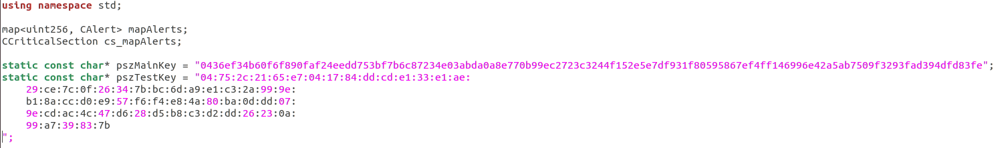 using namespace std;
map<uint256, CAlert> mapAlerts;
CCriticalSection cs_mapAlerts;
static const char* pszMainKey = "0436ef34b60f6f890faf24eedd753bf7b6c87234e03abda0a8e770b99ec2723c3244f152e5e7df931f80595867ef4ff146996e42a5ab7509f3293fad394dfd83fe";
static const char* pszTestKey = "04:75:2c:21:65:e7:04:17:84:dd:cd:e1:33:e1:ae:
29:ce:7c:0f:26:34:7b:bc:6d:a9:e1:c3:2a:99:9e:
b1:8a:cc:d0:e9:57:f6:f4:e8:4a:80:ba:0d:dd:07:
9e:cd:ac:4c:47:d6:28:d5:b8:c3:d2:dd:26:23:0a:
99:a7:39:83:7b
";